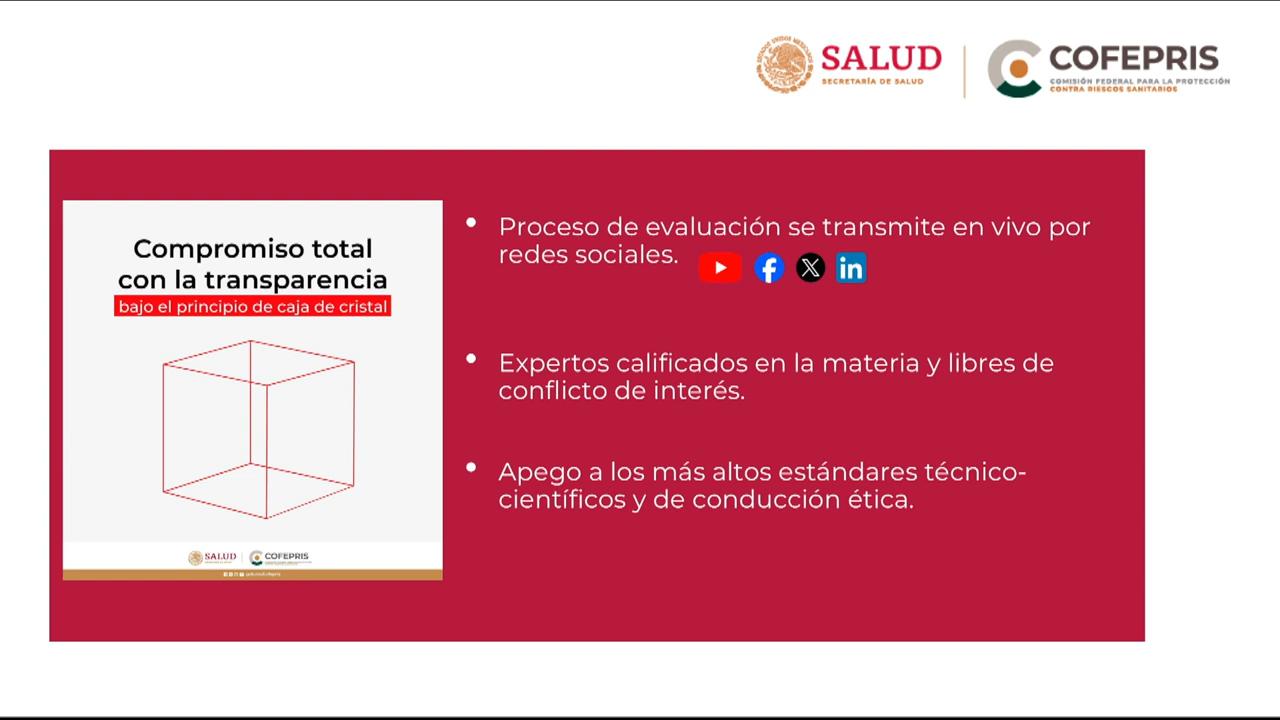 SALUD
SECRETARÍA DE SALUD
COFEPRIS
COMISIÓN FEDERAL PARA LA PROTECCIÓN
CONTRA RIESGOS SANITARIOS
Compromiso total
con la transparencia
bajo el principio de caja de cristal
SALUD
COFEPRIS
• Proceso de evaluación se transmite en vivo por
redes sociales.
• Expertos calificados en la materia y libres de
conflicto de interés.
• Apego a los más altos estándares técnico-
científicos y de conducción ética.